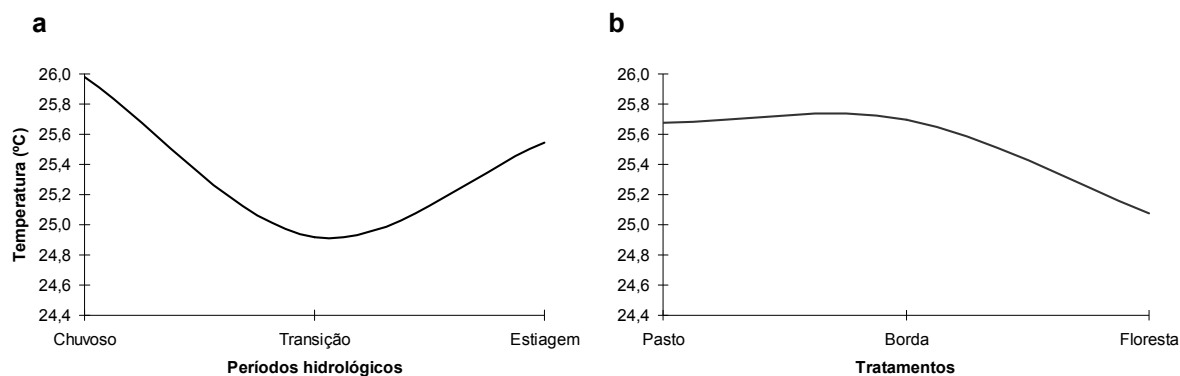 a
26,0
25,8
25,6
25,4
25,2
25,0
24,8
24,6
24,4
Temperatura (ºC)
Chuvoso Transição Estiagem
Períodos hidrológicos
b
26,0
25,8
25,6
25,4
25,2
25,0
24,8
24,6
24,4
Pasto Borda Floresta
Tratamentos